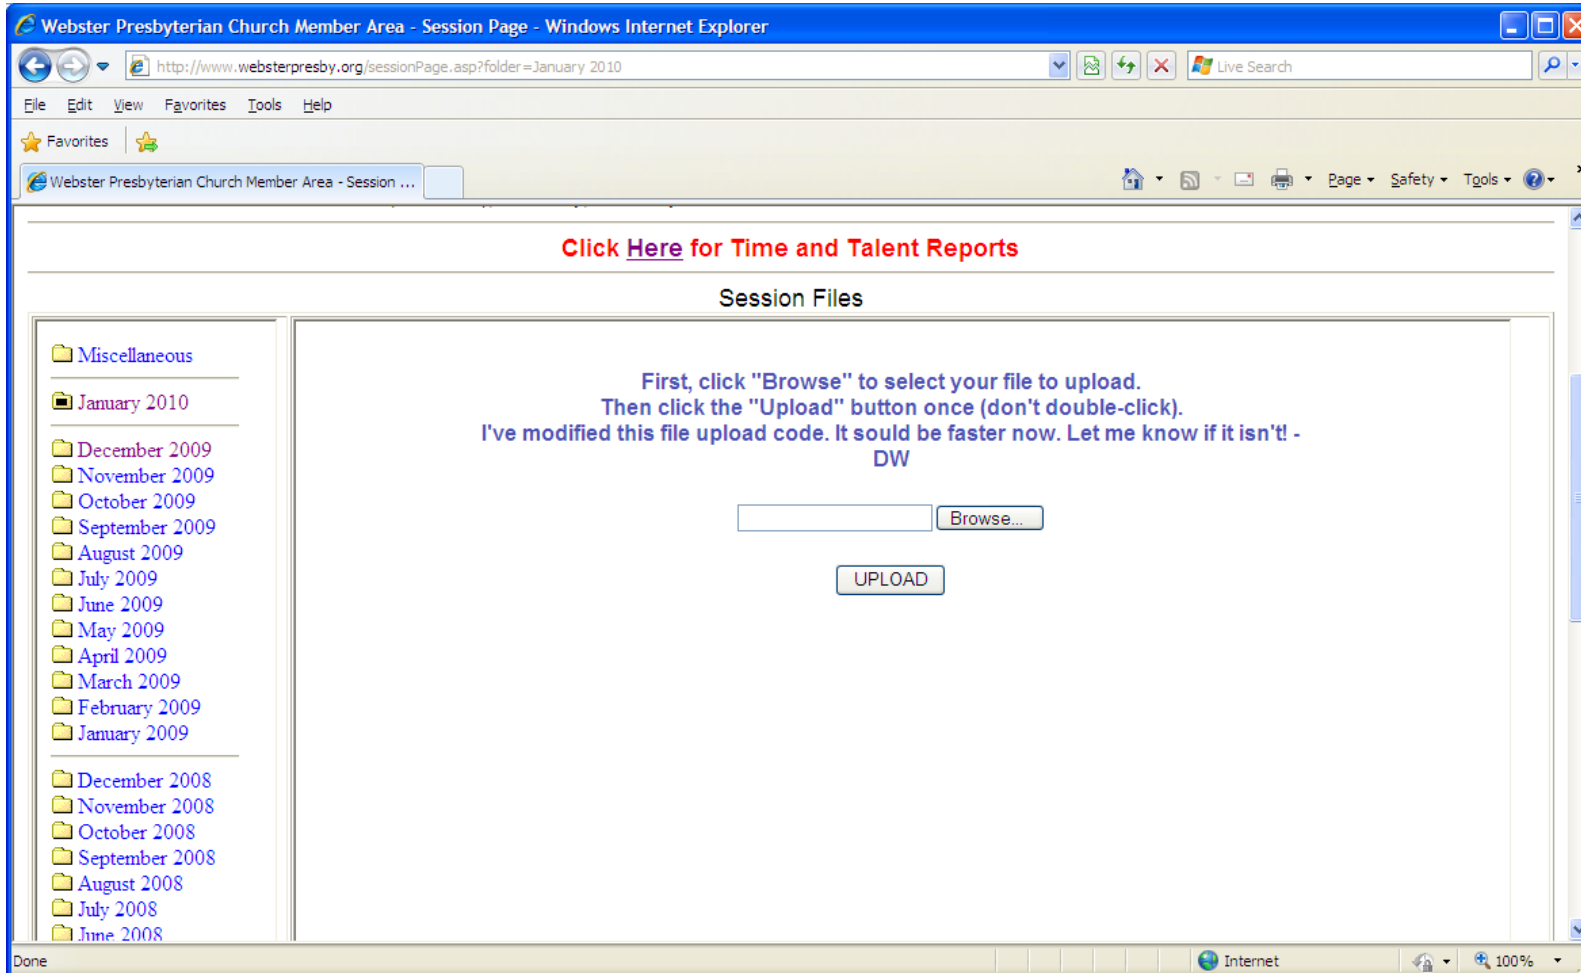 Webster Presbyterian Church Member Area - Session Page - Windows Internet Explorer
http://www.websterpresby.org/sessionPage.asp?folder=January 2010
Live Search
File Edit View Favorites Tools Help
Favorites
Webster Presbyterian Church Member Area - Session ...
Page Safety Tools
Click Here for Time and Talent Reports
Session Files
Miscellaneous
January 2010
December 2009
November 2009
October 2009
September 2009
August 2009
July 2009
June 2009
May 2009
April 2009
March 2009
February 2009
January 2009
December 2008
November 2008
October 2008
September 2008
August 2008
July 2008
June 2008
First, click "Browse" to select your file to upload.
Then click the "Upload" button once (don't double-click).
I've modified this file upload code. It sould be faster now. Let me know if it isn't! -
DW
Browse...
UPLOAD
Done
Internet
100%